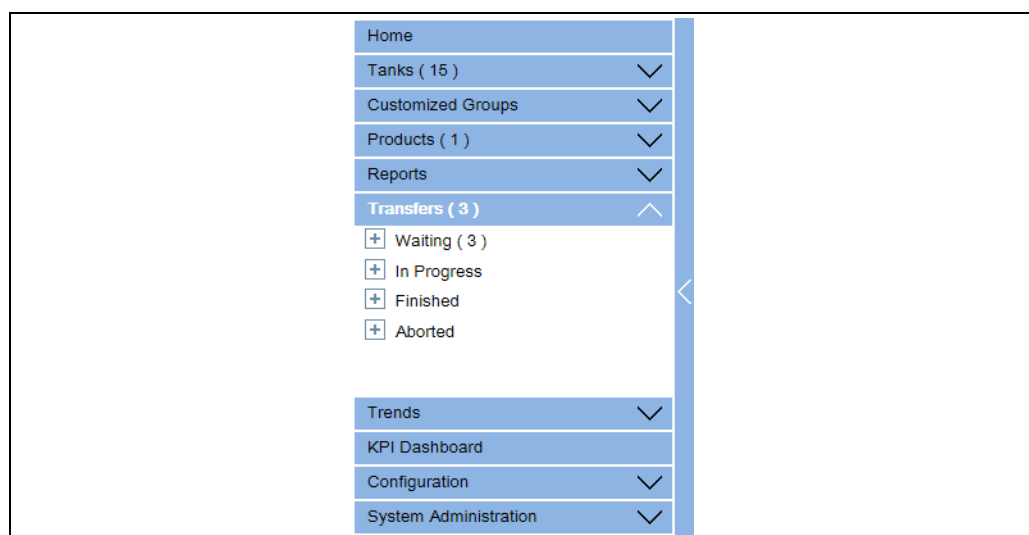 Home
Tanks ( 15 )
Customized Groups
Products ( 1 )
Reports
Transfers ( 3 )
Waiting ( 3 )
In Progress
Finished
Aborted
Trends
KPI Dashboard
Configuration
System Administration